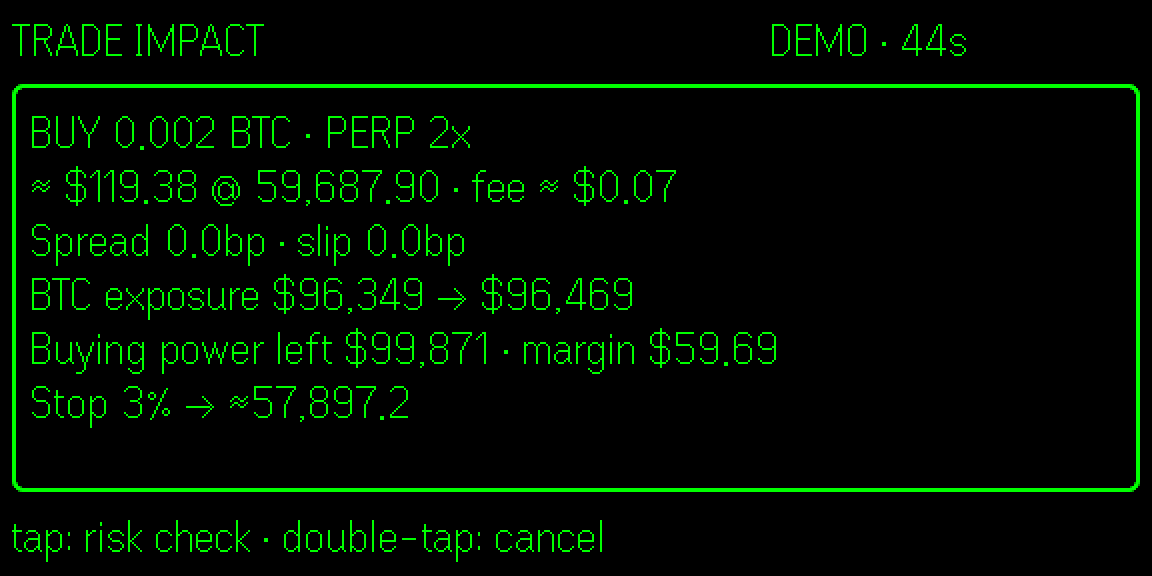 TRADE IMPACT DEMO · 44s
BUY 0.002 BTC · PERP 2x
≈ $119.38 @ 59,687.90 · fee ≈ $0.07
Spread 0.0bp · slip 0.0bp
BTC exposure $96,349 → $96,469
Buying power left $99,871 · margin $59.69
Stop 3% → ≈57,897.2
tap: risk check · double-tap: cancel